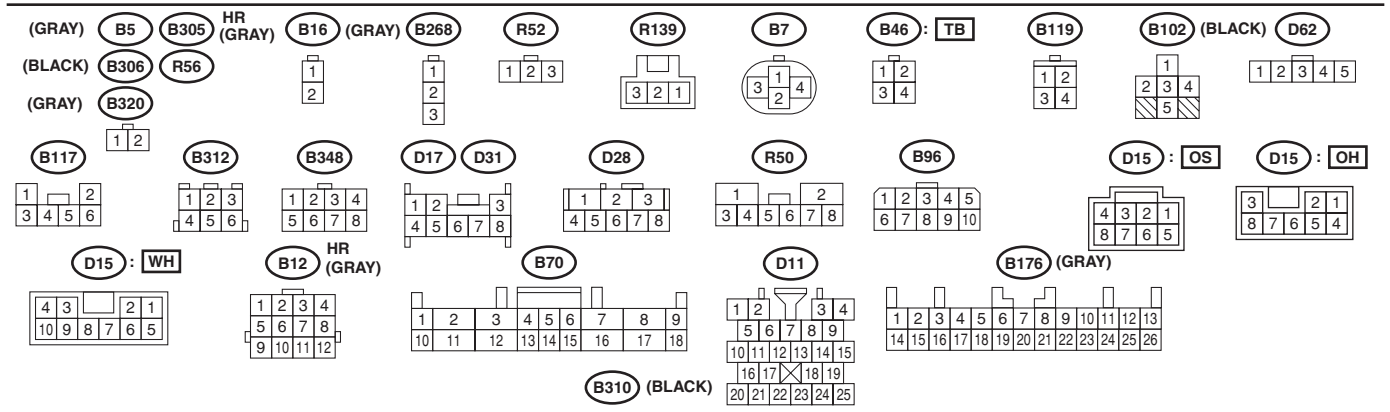 (GRAY) B5 B305 HR (GRAY) B16 (GRAY) B268 R52 R139 B7 B46 : TB B119 B102 (BLACK) D62
(BLACK) B306 R56
(GRAY) B320
1 2
1
2
1
2
3
1 2 3
3 2 1
1
3 4
2
1 2
3 4
1 2
3 4
1
2 3 4
5
1 2 3 4 5
B117 B312 B348 D17 D31 D28 R50 B96 D15 : OS D15 : OH
1 2
3 4 5 6
1 2 3
4 5 6
1 2 3 4
5 6 7 8
1 2 3
4 5 6 7 8
1 2 3
4 5 6 7 8
1 2
3 4 5 6 7 8
1 2 3 4 5
6 7 8 9 10
4 3 2 1
8 7 6 5
3 2 1
8 7 6 5 4
D15 : WH B12 HR (GRAY) B70 D11 B176 (GRAY)
4 3 2 1
10 9 8 7 6 5
1 2 3 4
5 6 7 8
9 10 11 12
1 2 3 4 5 6 7 8 9
10 11 12 13 14 15 16 17 18
1 2 3 4
5 6 7 8 9
10 11 12 13 14 15
16 17 18 19
20 21 22 23 24 25
1 2 3 4 5 6 7 8 9 10 11 12 13
14 15 16 17 18 19 20 21 22 23 24 25 26
B310 (BLACK)